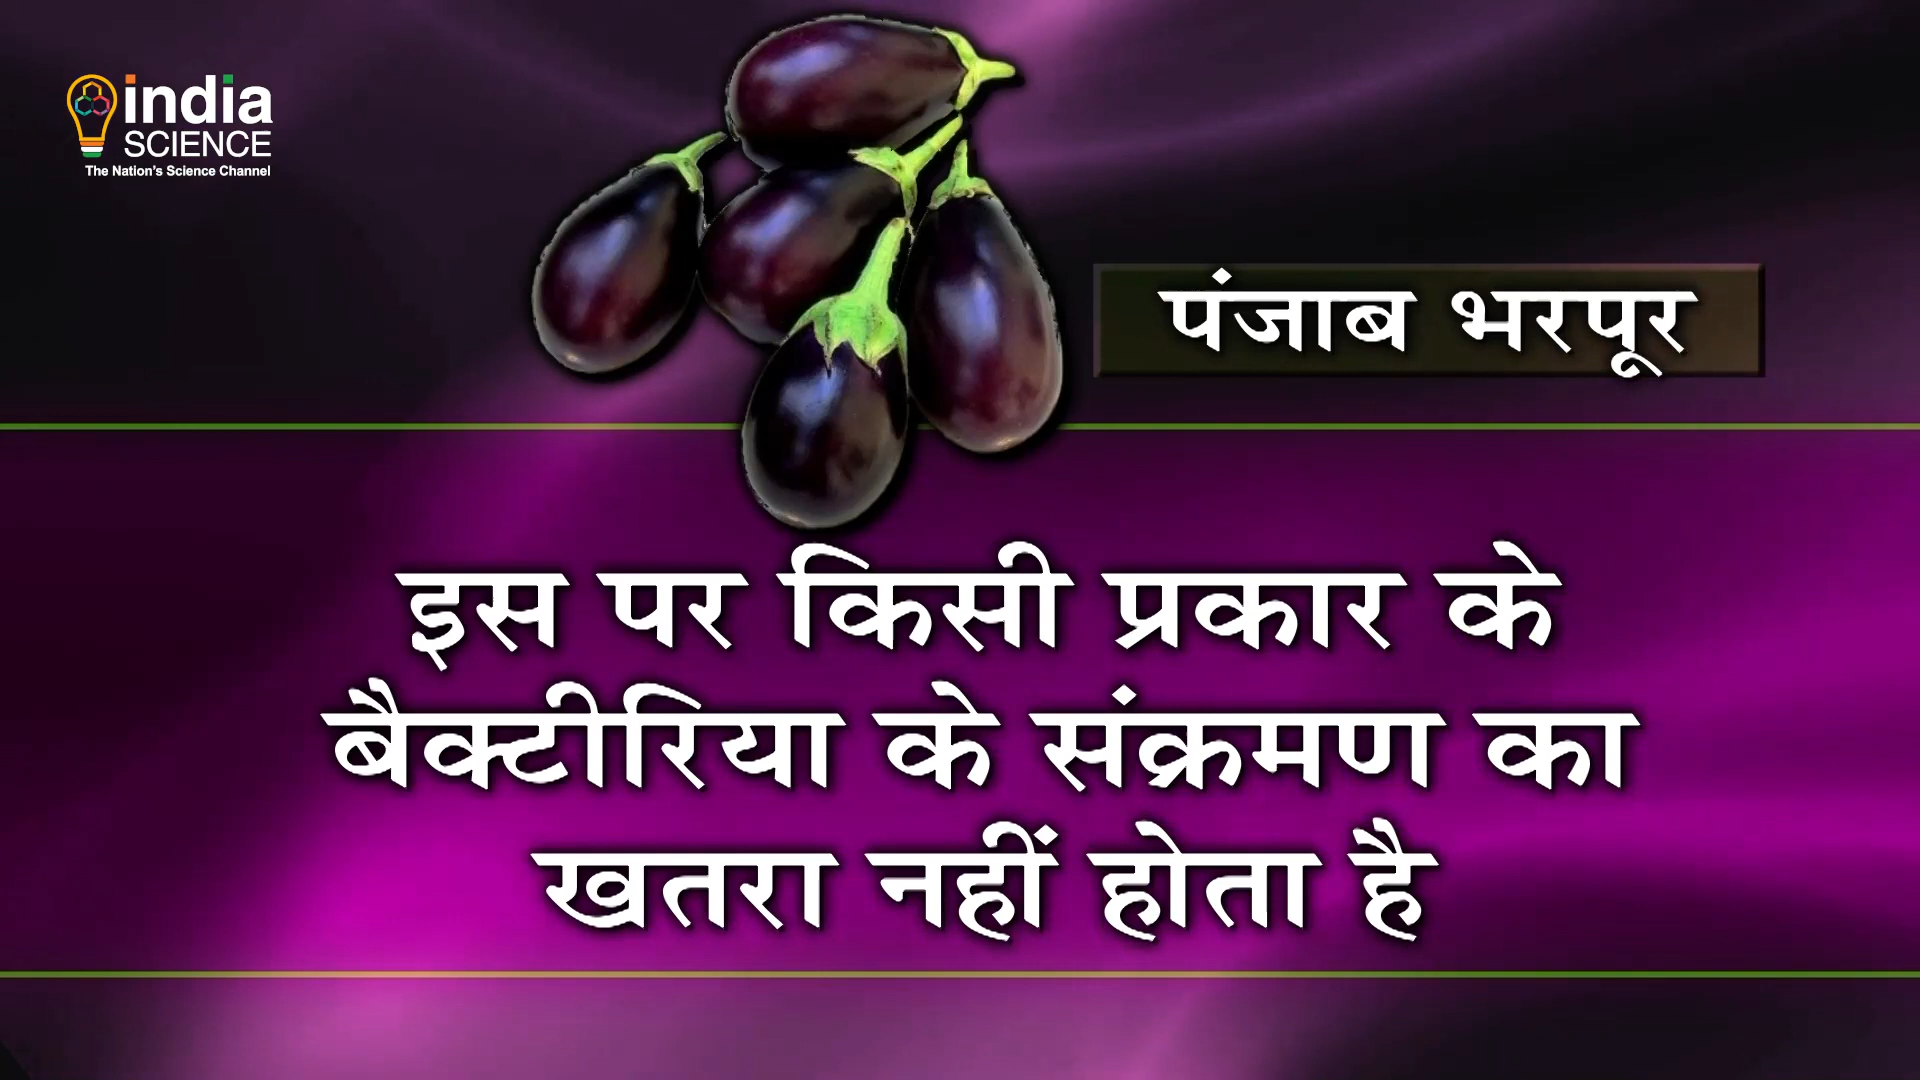 india
SCIENCE
The Nation's Science Channel
पंजाब भरपूर
इस पर किसी प्रकार के
बैक्टीरिया के संक्रमण का
खतरा नहीं होता है